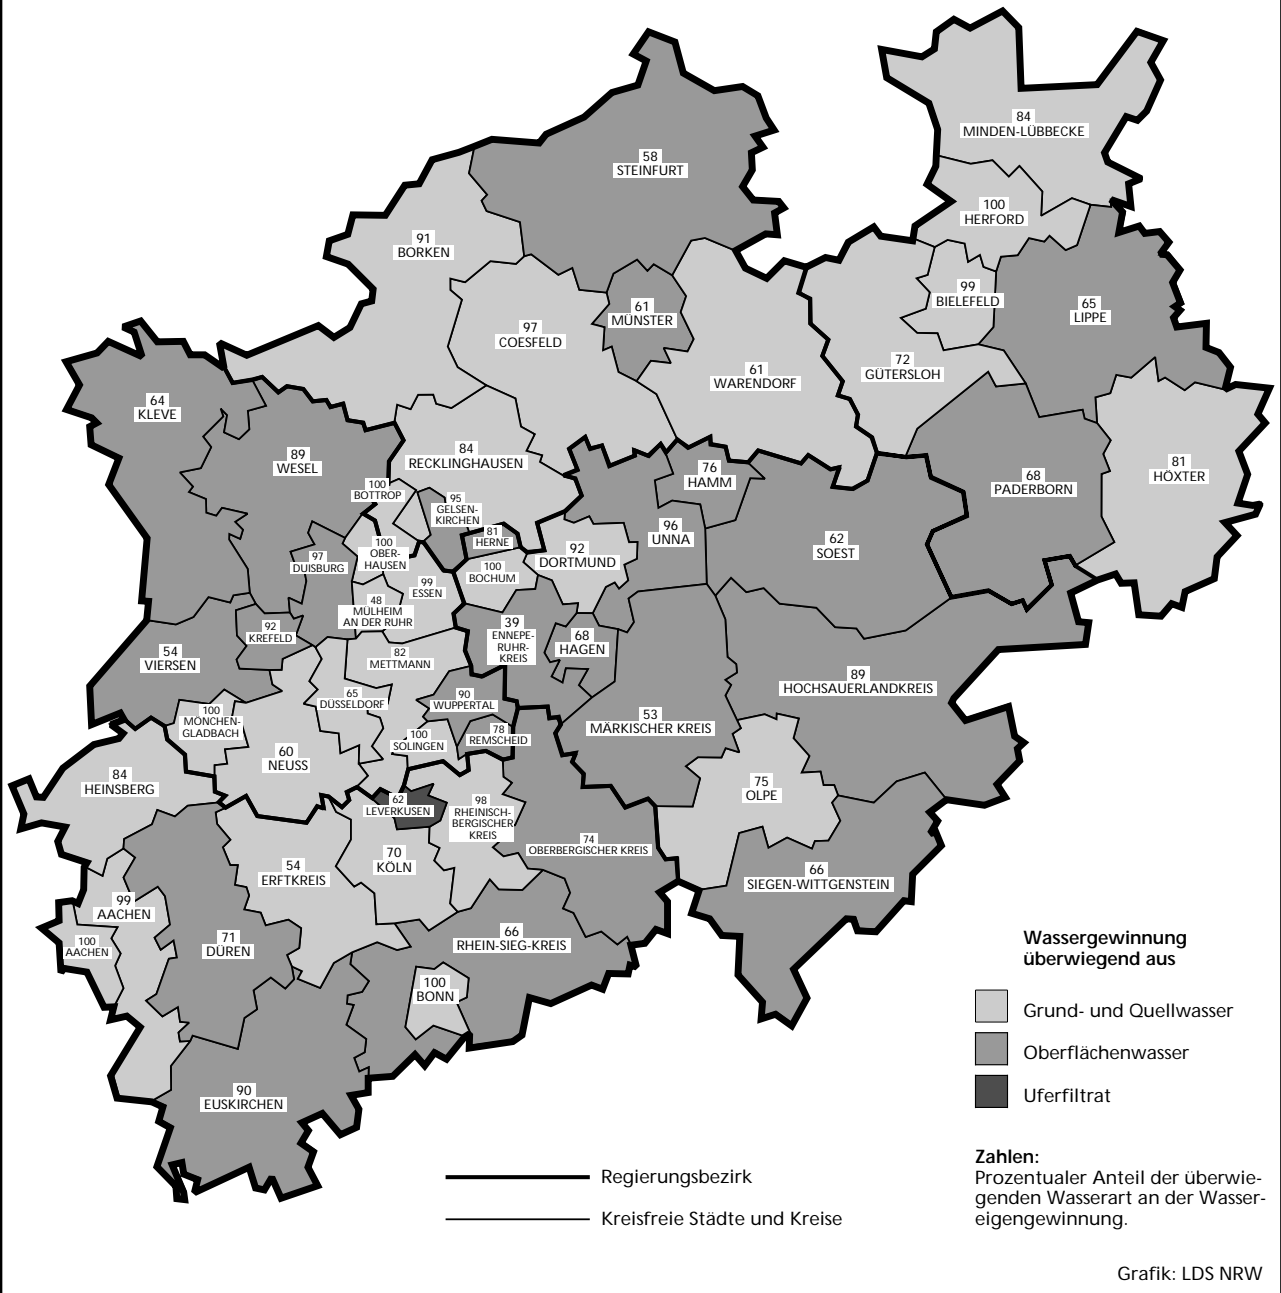 84
MINDEN-LÜBBECKE
58
STEINFURT
100
HERFORD
91
BORKEN
99
BIELEFELD
65
LIPPE
61
MÜNSTER
97
COESFELD
72
GÜTERSLOH
61
WARENDORF
64
KLEVE
84
RECKLINGHAUSEN
89
WESEL
76
HAMM
81
HÖXTER
68
PADERBORN
100
BOTTROP
95
GELSEN-
KIRCHEN
96
UNNA
62
SOEST
81
HERNE
100
OBER-
HAUSEN
92
DORTMUND
97
DUISBURG
100
BOCHUM
99
ESSEN
48
MÜLHEIM
AN DER RUHR
92
KREFELD
39
ENNEPE-
RUHR-
KREIS
68
HAGEN
54
VIERSEN
82
METTMANN
89
HOCHSAUERLANDKREIS
65
DÜSSELDORF
90
WUPPERTAL
100
MÖNCHEN-
GLADBACH
53
MÄRKISCHER KREIS
100
SOLINGEN
78
REMSCHEID
60
NEUSS
84
HEINSBERG
75
OLPE
62
LEVERKUSEN
98
RHEINISCH-
BERGISCHER
KREIS
74
OBERBERGISCHER KREIS
70
KÖLN
54
ERFTKREIS
66
SIEGEN-WITTGENSTEIN
99
AACHEN
100
AACHEN
71
DÜREN
66
RHEIN-SIEG-KREIS
100
BONN
90
EUSKIRCHEN
Wassergewinnung
überwiegend aus
Grund- und Quellwasser
Oberflächenwasser
Uferfiltrat
Zahlen:
Prozentualer Anteil der überwie-
genden Wasserart an der Wasser-
eigengewinnung.
Regierungsbezirk
Kreisfreie Städte und Kreise
Grafik: LDS NRW